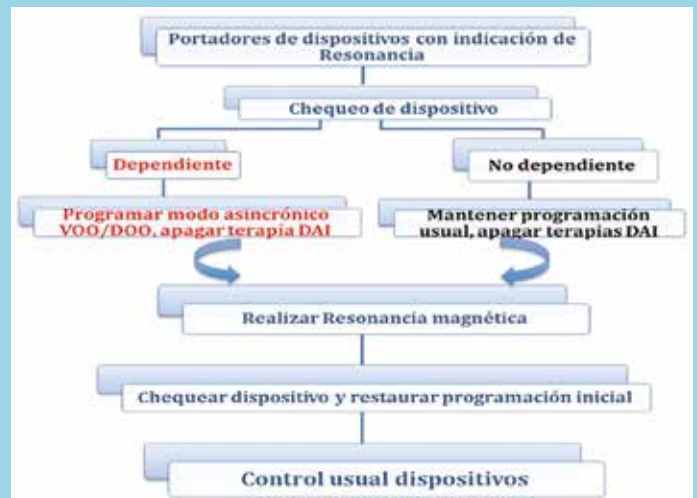 Portadores de dispositivos con indicación de
Resonancia
Chequeo de dispositivo
Dependiente
No dependiente
Programar modo asincrónico
VOO/DOO, apagar terapia DAI
Mantener programación
usual, apagar terapias DAI
Realizar Resonancia magnética
Chequear dispositivo y restaurar programación inicial
Control usual dispositivos